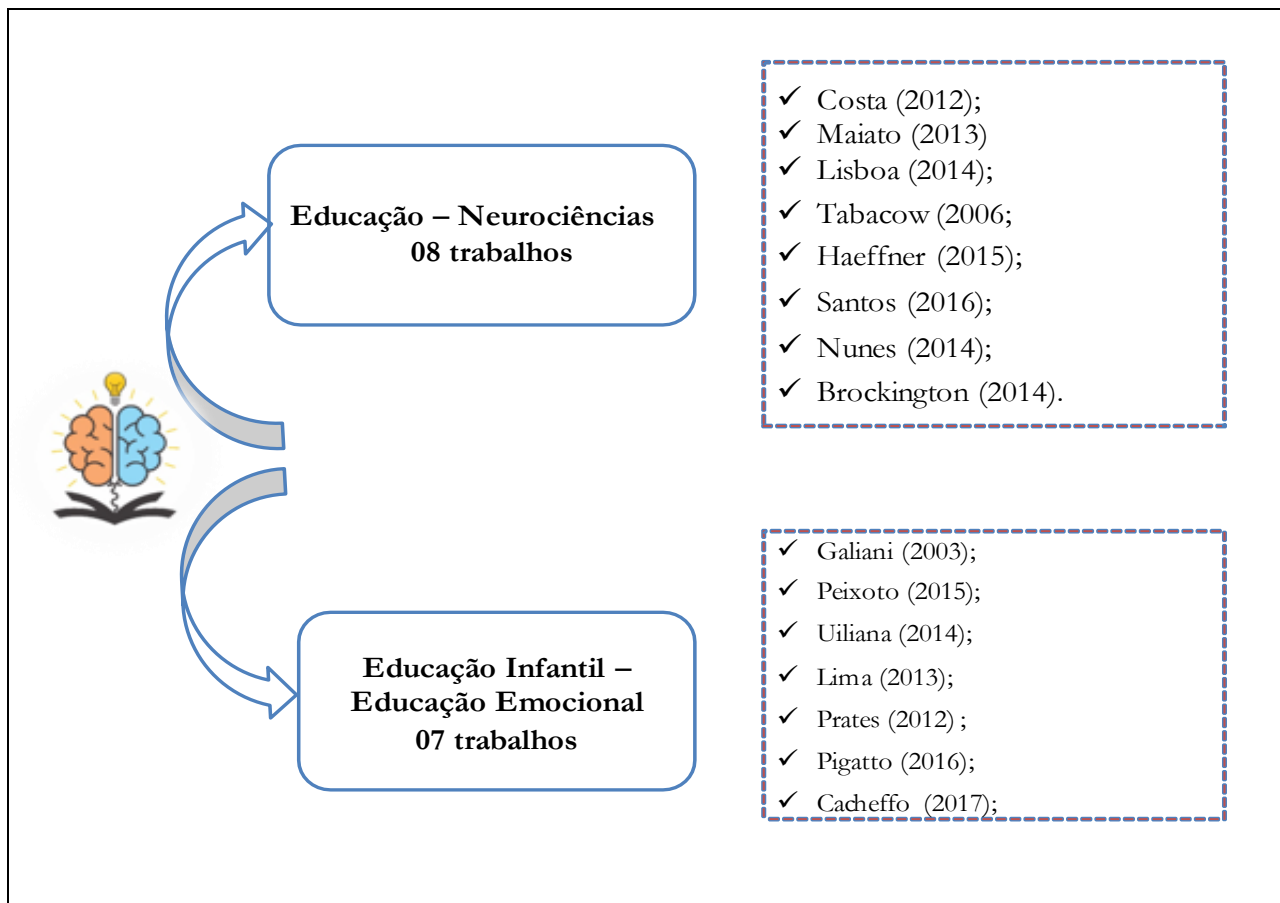 Educação – Neurociências
08 trabalhos
✓ Costa (2012);
✓ Maiato (2013)
✓ Lisboa (2014);
✓ Tabacow (2006;
✓ Haeffner (2015);
✓ Santos (2016);
✓ Nunes (2014);
✓ Brockington (2014).
Educação Infantil –
Educação Emocional
07 trabalhos
✓ Galiani (2003);
✓ Peixoto (2015);
✓ Uiliana (2014);
✓ Lima (2013);
✓ Prates (2012) ;
✓ Pigatto (2016);
✓ Cacheffo (2017);